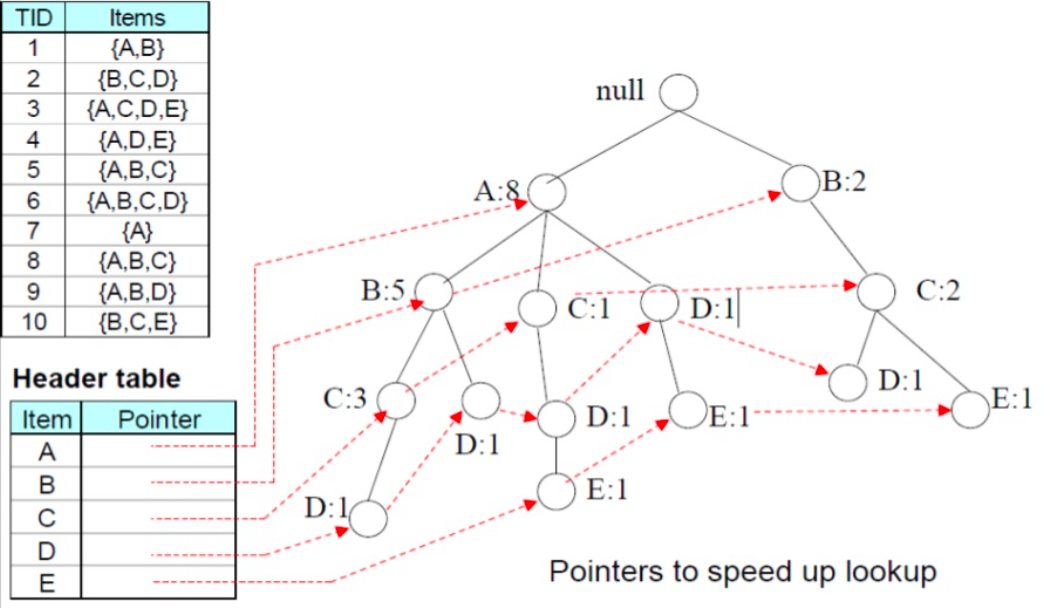 TID Items
1 {A,B}
2 {B,C,D}
3 {A,C,D,E}
4 {A,D,E}
5 {A,B,C}
6 {A,B,C,D}
7 {A}
8 {A,B,C}
9 {A,B,D}
10 {B,C,E}
Header table
Item Pointer
A
B
C
D
E
null
A:8 B:2
B:5 C:1 D:1 C:2
C:3 D:1 D:1 E:1 D:1 E:1
D:1 E:1
Pointers to speed up lookup